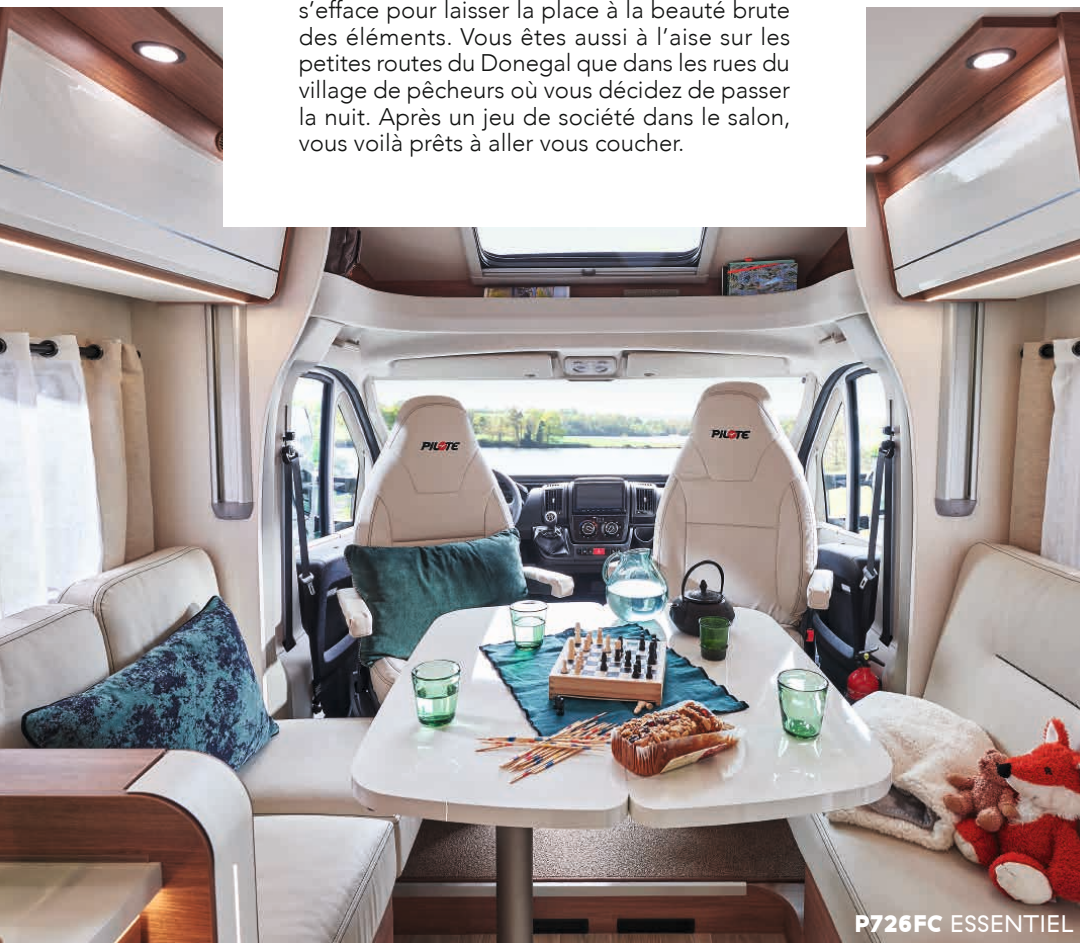 s’efface pour laisser la place à la beauté brute
des éléments. Vous êtes aussi à l’aise sur les
petites routes du Donegal que dans les rues du
village de pêcheurs où vous décidez de passer
la nuit. Après un jeu de société dans le salon,
vous voilà prêts à aller vous coucher.
PILOTE
PILOTE
P726FC ESSENTIEL